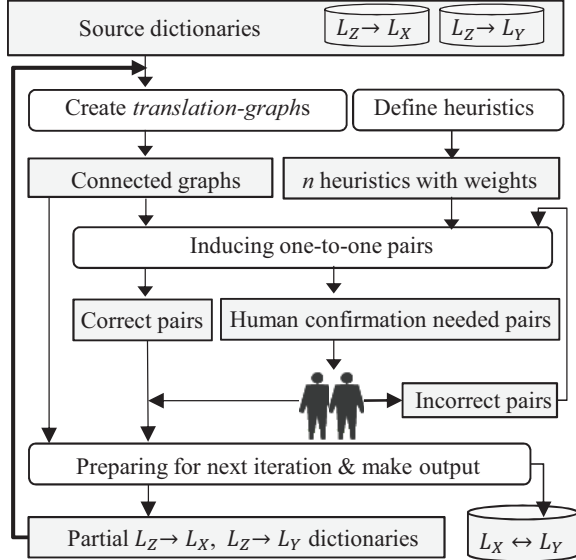 Source dictionaries
L_Z → L_X
L_Z → L_Y
Create translation-graphs
Define heuristics
Connected graphs
n heuristics with weights
Inducing one-to-one pairs
Correct pairs
Human confirmation needed pairs
Incorrect pairs
Preparing for next iteration & make output
Partial L_Z → L_X, L_Z → L_Y dictionaries
L_X ↔ L_Y